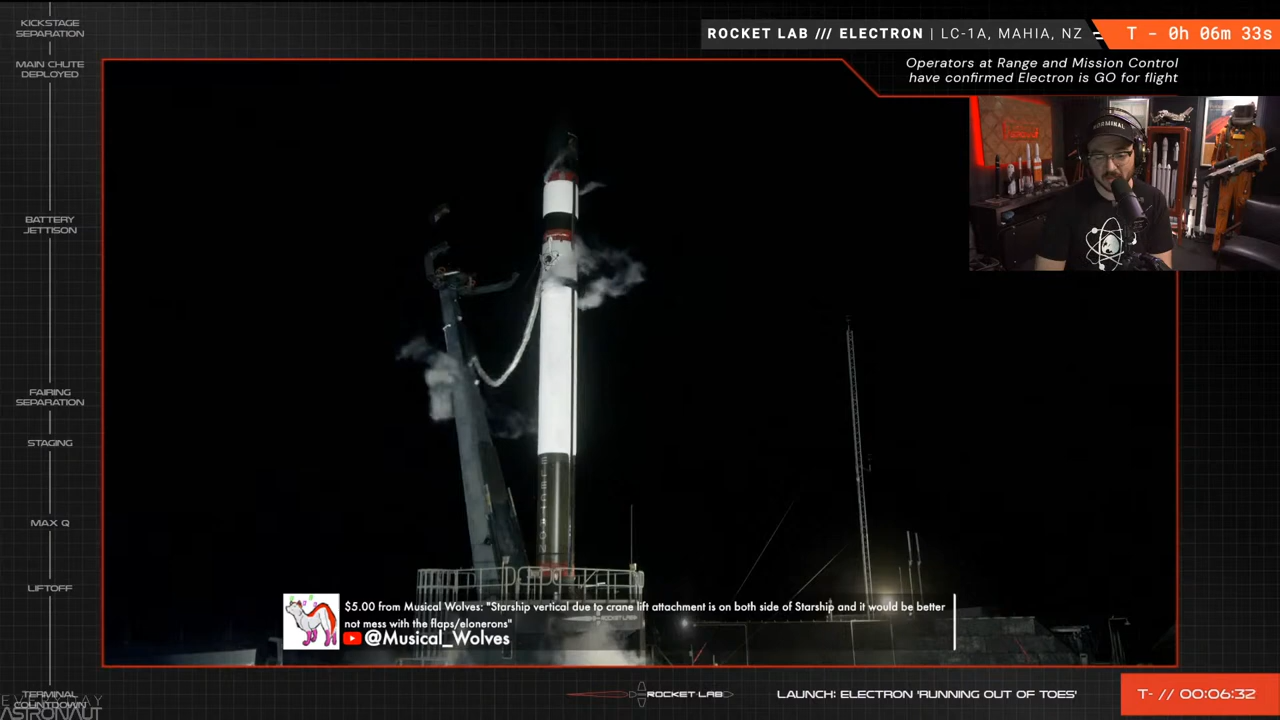 KICKSTAGE
SEPARATION
MAIN CHUTE
DEPLOYED
BATTERY
JETTISON
FAIRING
SEPARATION
STAGING
MAX Q
LIFTOFF
TERMINAL
COUNTDOWN
EVERYDAY
ASTRONAUT
ROCKET LAB /// ELECTRON | LC-1A, MAHIA, NZ
T - 0h 06m 33s
Operators at Range and Mission Control
have confirmed Electron is GO for flight
NORMINAL
$5.00 from Musical Wolves: "Starship vertical due to crane lift attachment is on both side of Starship and it would be better
not mess with the flaps/elonerons"
@Musical_Wolves
ROCKET LAB
LAUNCH: ELECTRON 'RUNNING OUT OF TOES'
T- // 00:06:32